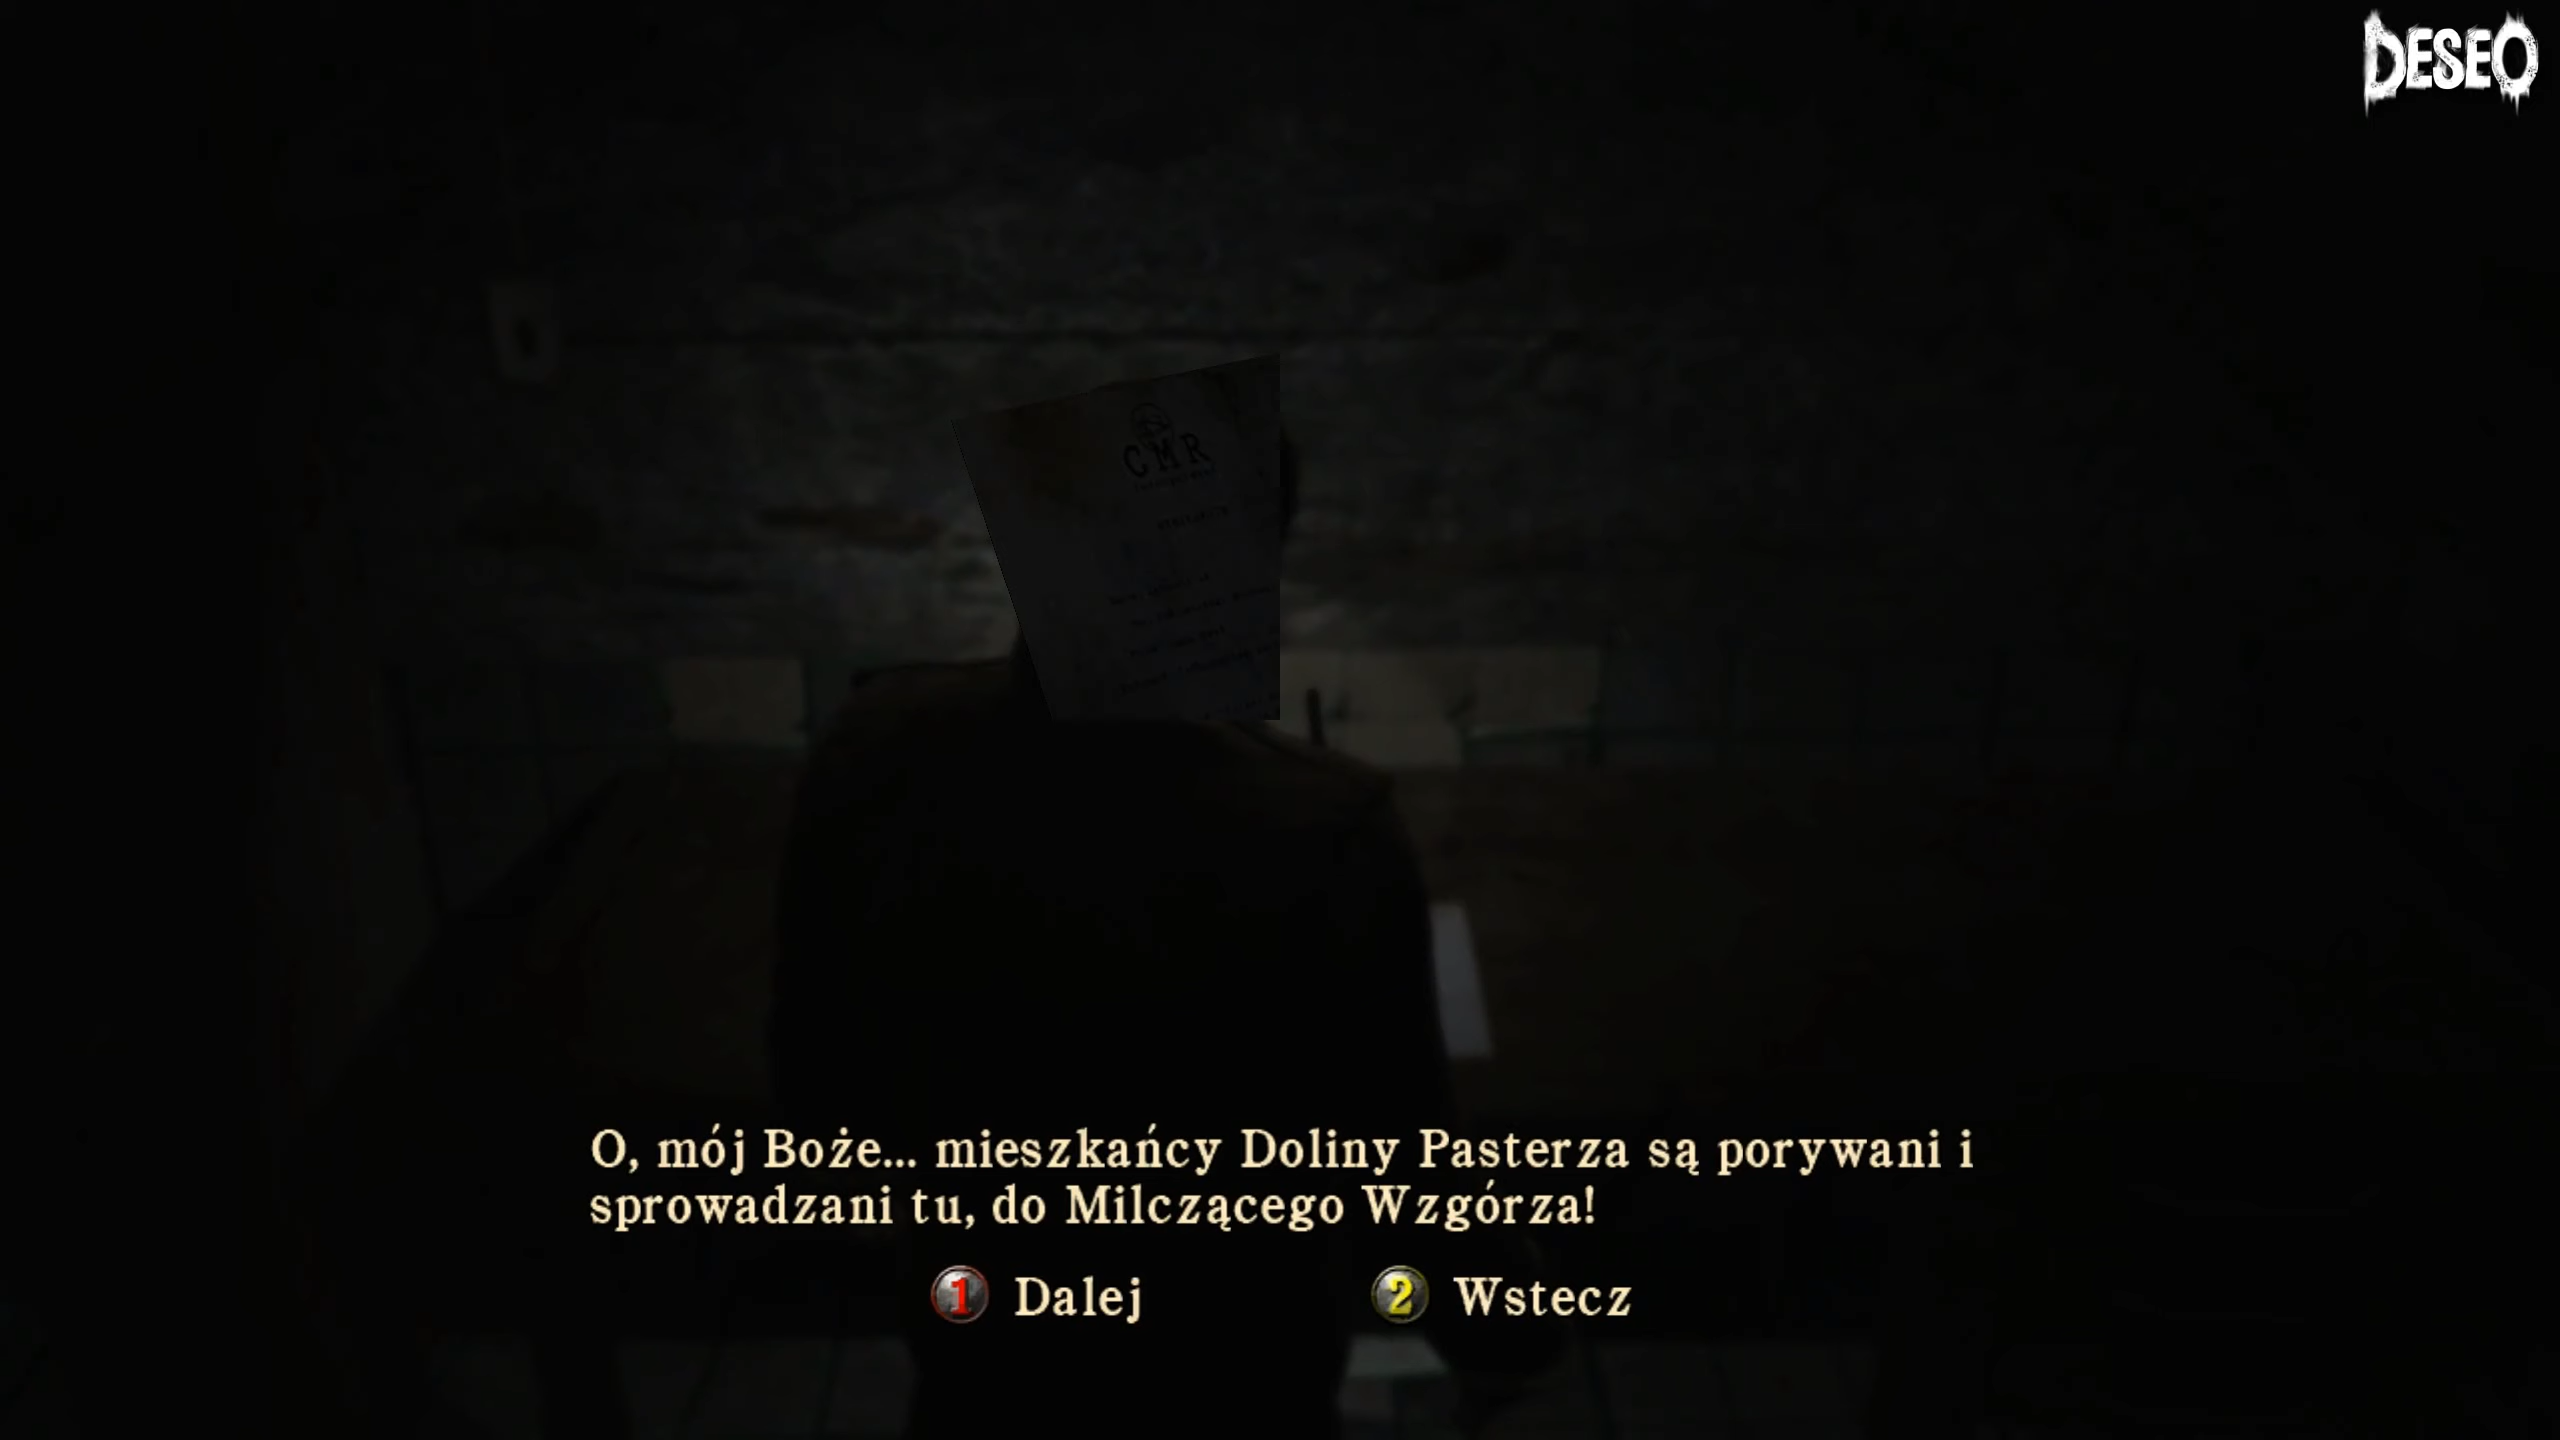 DESEO
CMR
O, mój Boże... mieszkańcy Doliny Pasterza są porywani i
sprowadzani tu, do Milczącego Wzgórza!
1 Dalej
2 Wstecz